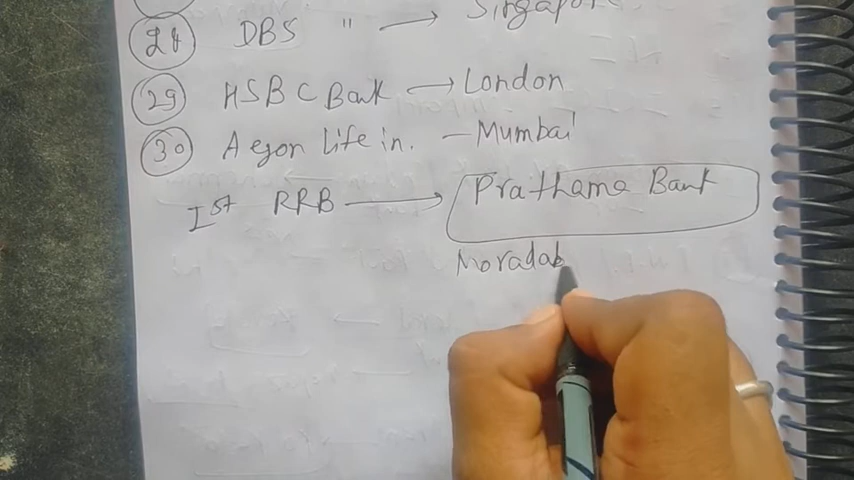 28 DBS " → Singapore
29 HSBC Bank → London
30 Aegon life in. – Mumbai
Ist RRB → Prathama Bank
Moradab